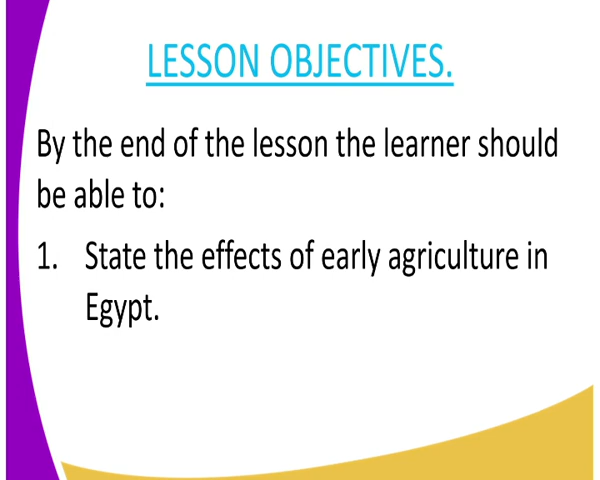 LESSON OBJECTIVES.
By the end of the lesson the learner should
be able to:
1. State the effects of early agriculture in
Egypt.